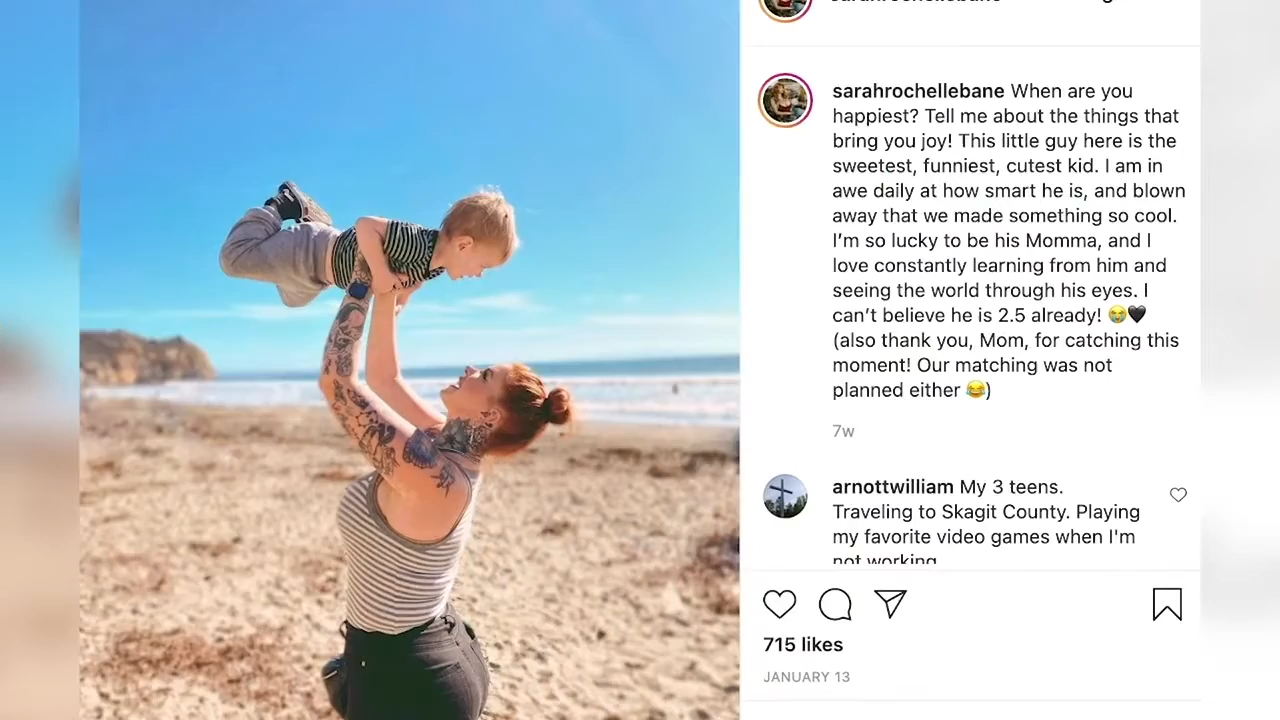 sarahrochellebane When are you
happiest? Tell me about the things that
bring you joy! This little guy here is the
sweetest, funniest, cutest kid. I am in
awe daily at how smart he is, and blown
away that we made something so cool.
I’m so lucky to be his Momma, and I
love constantly learning from him and
seeing the world through his eyes. I
can’t believe he is 2.5 already! 😭🖤
(also thank you, Mom, for catching this
moment! Our matching was not
planned either 😂)
7w
arnottwilliam My 3 teens.
Traveling to Skagit County. Playing
my favorite video games when I'm
not working
715 likes
JANUARY 13